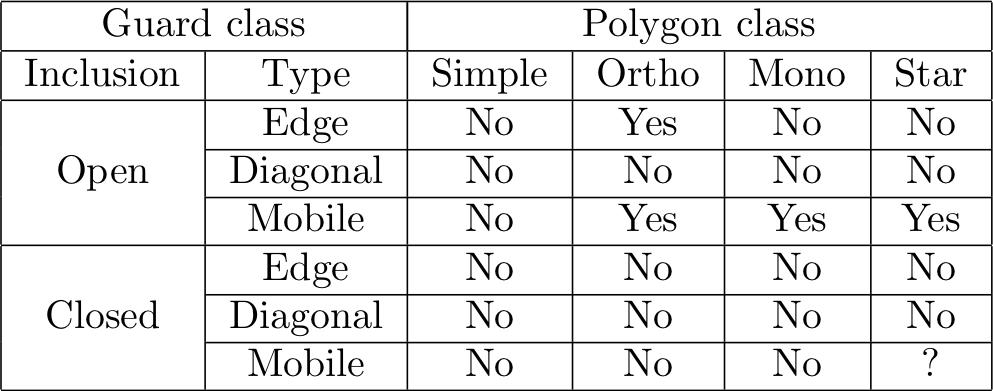 Guard class Polygon class
Inclusion Type Simple Ortho Mono Star
Edge No Yes No No
Open Diagonal No No No No
Mobile No Yes Yes Yes
Edge No No No No
Closed Diagonal No No No No
Mobile No No No ?